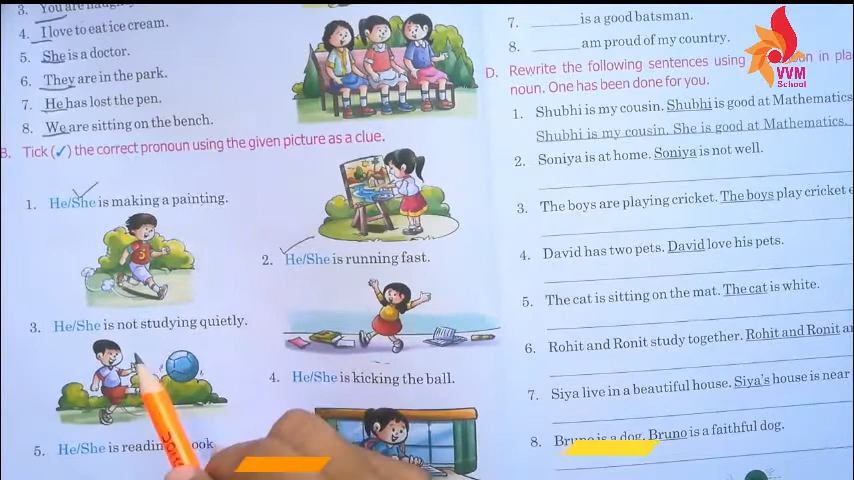 3. You are naugh
4. I love to eat ice cream.
5. She is a doctor.
6. They are in the park.
7. He has lost the pen.
8. We are sitting on the bench.
B. Tick (✓) the correct pronoun using the given picture as a clue.
1. He/She is making a painting.
3
2. He/She is running fast.
3. He/She is not studying quietly.
4. He/She is kicking the ball.
5. He/She is readin ook
7. ______ is a good batsman.
8. ______ am proud of my country.
D. Rewrite the following sentences using in pla
noun. One has been done for you.
1. Shubhi is my cousin. Shubhi is good at Mathematics
Shubhi is my cousin. She is good at Mathematics.
2. Soniya is at home. Soniya is not well.
3. The boys are playing cricket. The boys play cricket e
4. David has two pets. David love his pets.
5. The cat is sitting on the mat. The cat is white.
6. Rohit and Ronit study together. Rohit and Ronit a
7. Siya live in a beautiful house. Siya's house is near
8. Bruno is a dog. Bruno is a faithful dog.
VVM
School